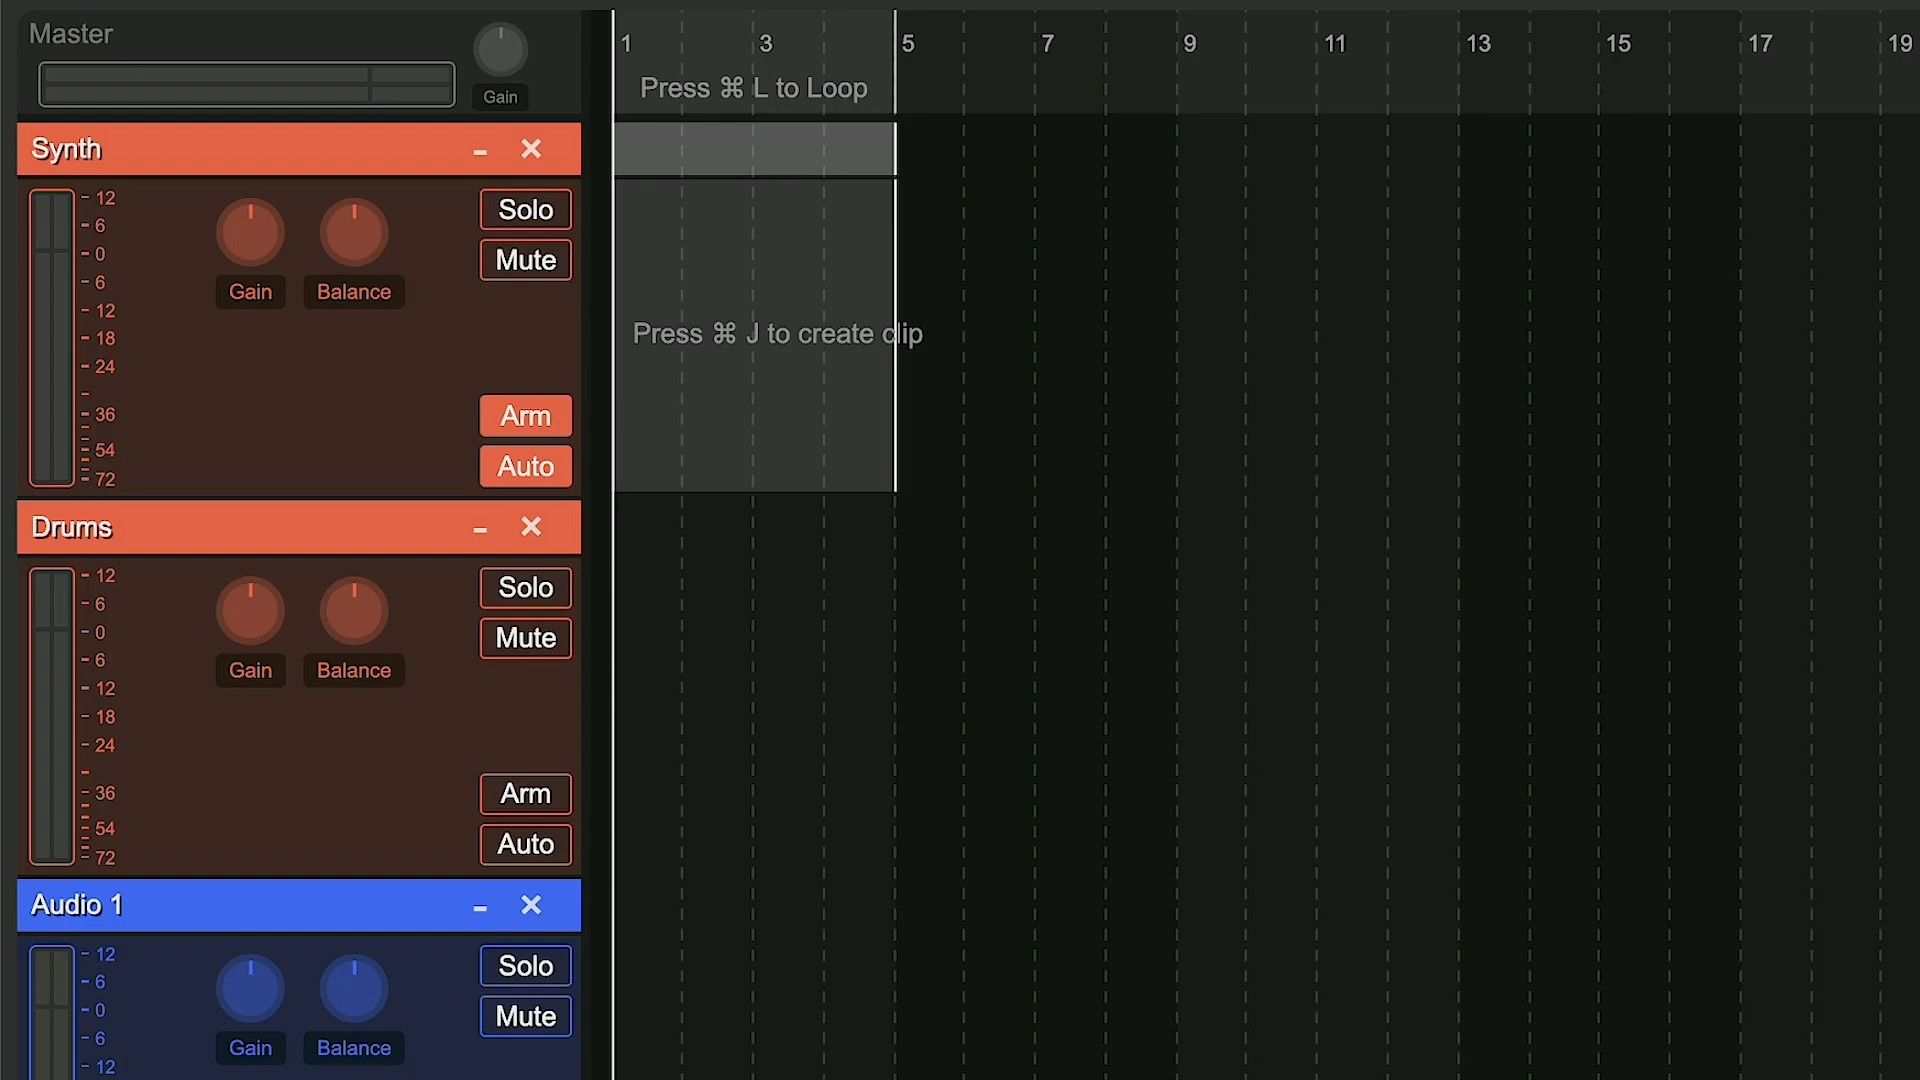 Master
Gain
1 3 5 7 9 11 13 15 17 19
Press ⌘ L to Loop
Synth
- ✕
12
6
0
6
12
18
24
36
54
72
Gain
Balance
Solo
Mute
Arm
Auto
Press ⌘ J to create clip
Drums
- ✕
12
6
0
6
12
18
24
36
54
72
Gain
Balance
Solo
Mute
Arm
Auto
Audio 1
- ✕
12
6
0
6
12
Gain
Balance
Solo
Mute